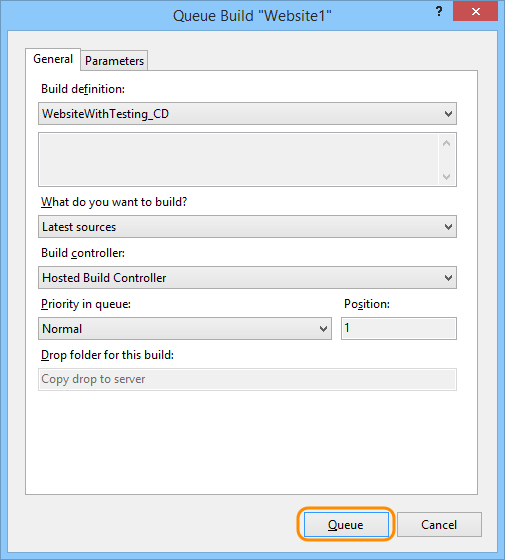 Queue Build "Website1"
?
General
Parameters
Build definition:
WebsiteWithTesting_CD
What do you want to build?
Latest sources
Build controller:
Hosted Build Controller
Priority in queue:
Position:
Normal
1
Drop folder for this build:
Copy drop to server
Queue
Cancel